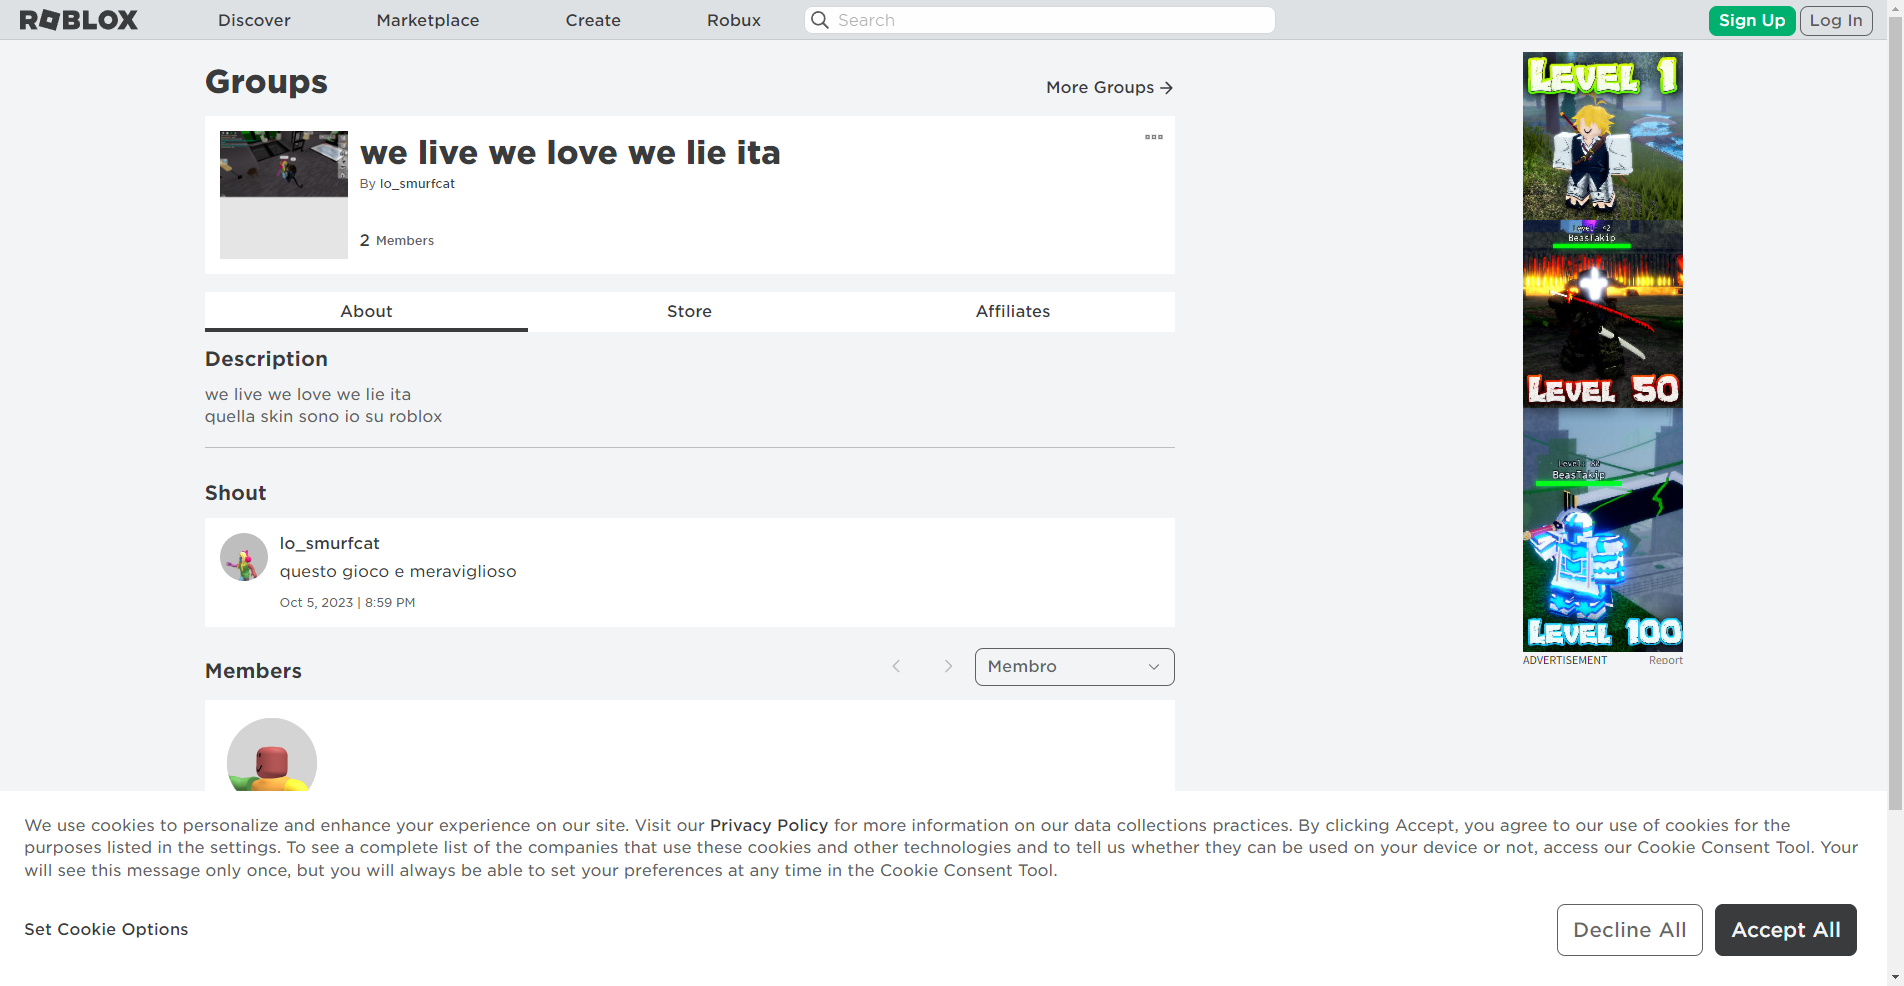 ROBLOX
Discover
Marketplace
Create
Robux
Search
Sign Up
Log In
Groups
More Groups
we live we love we lie ita
By lo_smurfcat
2 Members
About
Store
Affiliates
Description
we live we love we lie ita
quella skin sono io su roblox
Shout
lo_smurfcat
questo gioco e meraviglioso
Oct 5, 2023 | 8:59 PM
Members
Membro
LEVEL 1
BeasTakip
LEVEL 50
BeasTakip
LEVEL 100
ADVERTISEMENT
Report
We use cookies to personalize and enhance your experience on our site. Visit our Privacy Policy for more information on our data collections practices. By clicking Accept, you agree to our use of cookies for the
purposes listed in the settings. To see a complete list of the companies that use these cookies and other technologies and to tell us whether they can be used on your device or not, access our Cookie Consent Tool. Your
will see this message only once, but you will always be able to set your preferences at any time in the Cookie Consent Tool.
Set Cookie Options
Decline All
Accept All